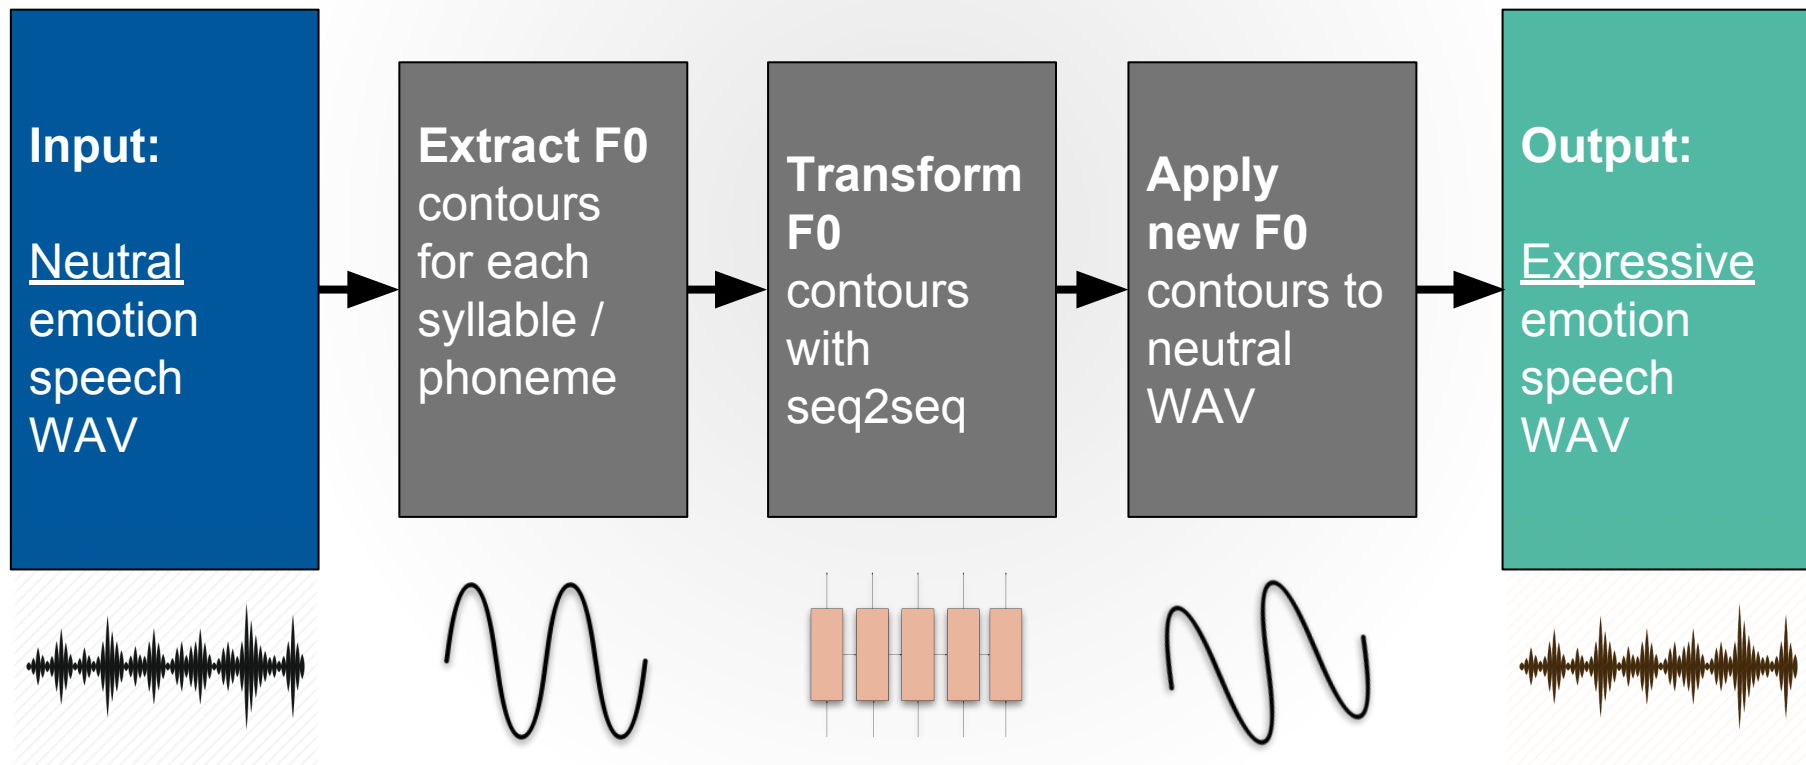 Input:
Neutral
emotion
speech
WAV
Extract F0
contours
for each
syllable /
phoneme
Transform
F0
contours
with
seq2seq
Apply
new F0
contours to
neutral
WAV
Output:
Expressive
emotion
speech
WAV